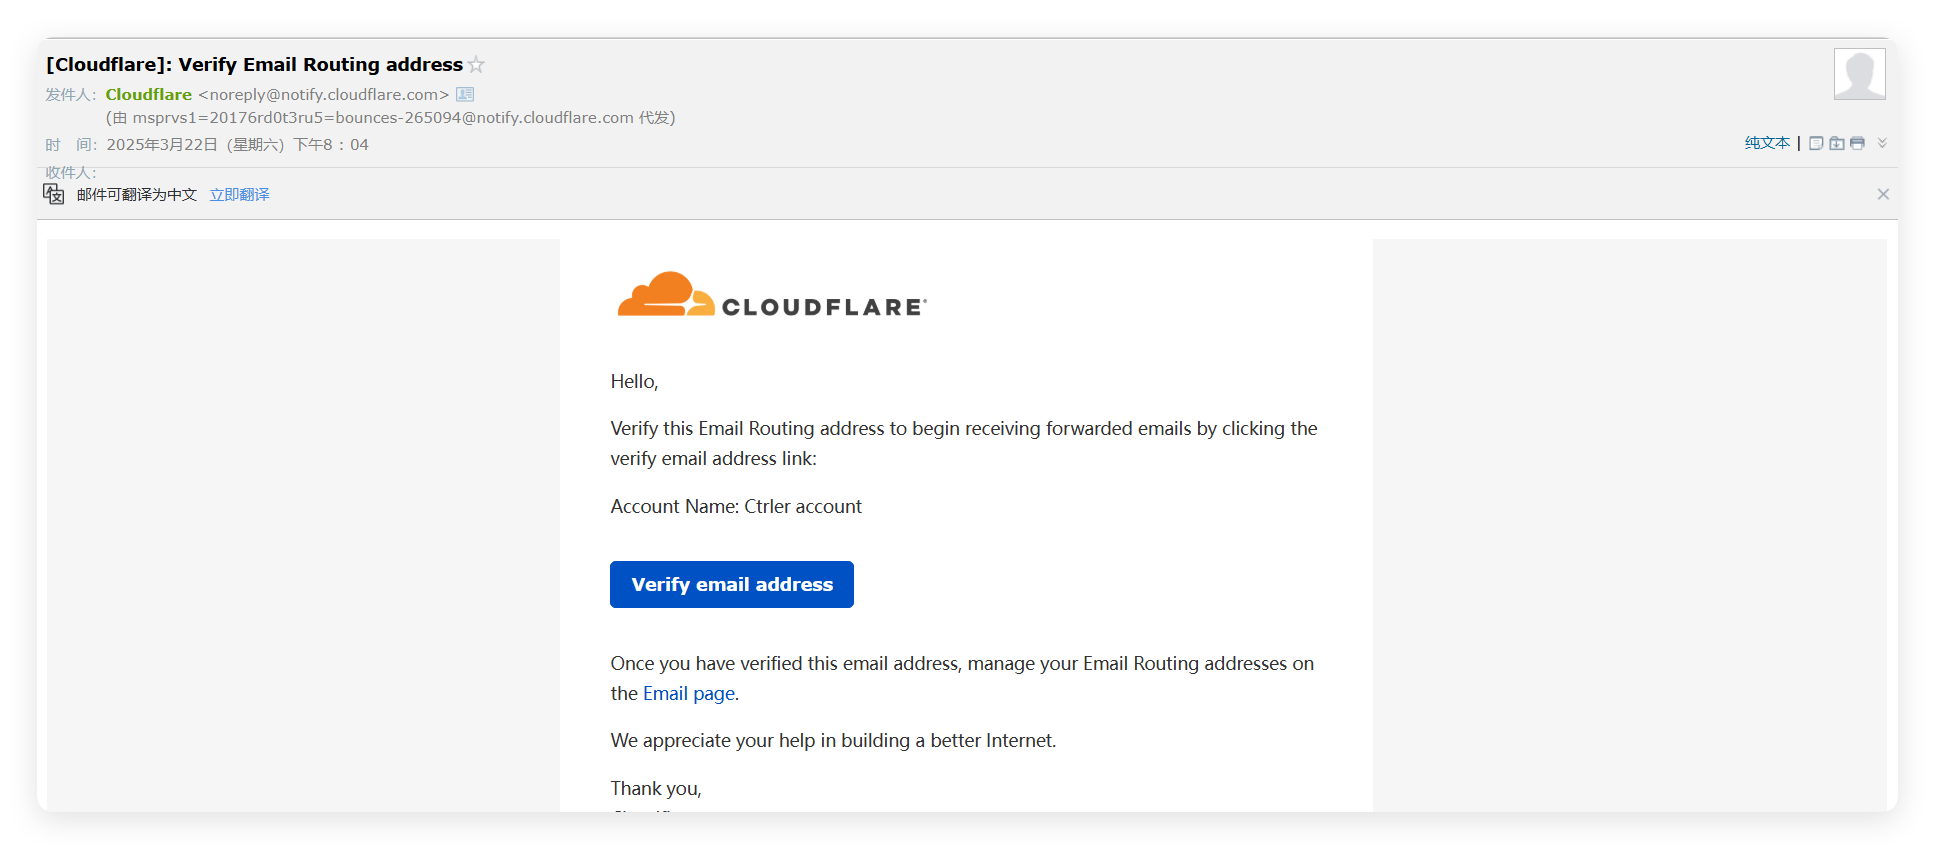 [Cloudflare]: Verify Email Routing address
发件人： Cloudflare <noreply@notify.cloudflare.com>
(由 msprvs1=20176rd0t3ru5=bounces-265094@notify.cloudflare.com 代发)
时 间： 2025年3月22日 (星期六) 下午8：04
纯文本 |
收件人：
邮件可翻译为中文 立即翻译
CLOUDFLARE
Hello,
Verify this Email Routing address to begin receiving forwarded emails by clicking the
verify email address link:
Account Name: Ctrler account
Verify email address
Once you have verified this email address, manage your Email Routing addresses on
the Email page.
We appreciate your help in building a better Internet.
Thank you,